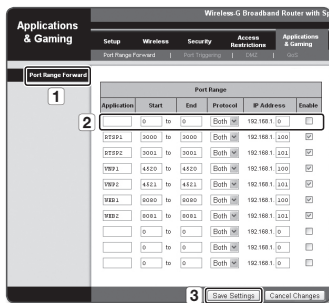 Wireless-G Broadband Router with Sp
Applications & Gaming
Setup Wireless Security Access Restrictions Applications & Gaming
Port Range Forward | Port Triggering | DMZ | QoS
Port Range Forward
1
Port Range
Application Start End Protocol IP Address Enable
2
0 to 0 Both 192.168.1. 0
RTSP1 3000 to 3000 Both 192.168.1. 100
RTSP2 3001 to 3001 Both 192.168.1. 101
VNP1 4520 to 4520 Both 192.168.1. 100
VNP2 4521 to 4521 Both 192.168.1. 101
WEB1 8080 to 8080 Both 192.168.1. 100
WEB2 8081 to 8081 Both 192.168.1. 101
0 to 0 Both 192.168.1. 0
0 to 0 Both 192.168.1. 0
0 to 0 Both 192.168.1. 0
3 Save Settings Cancel Changes